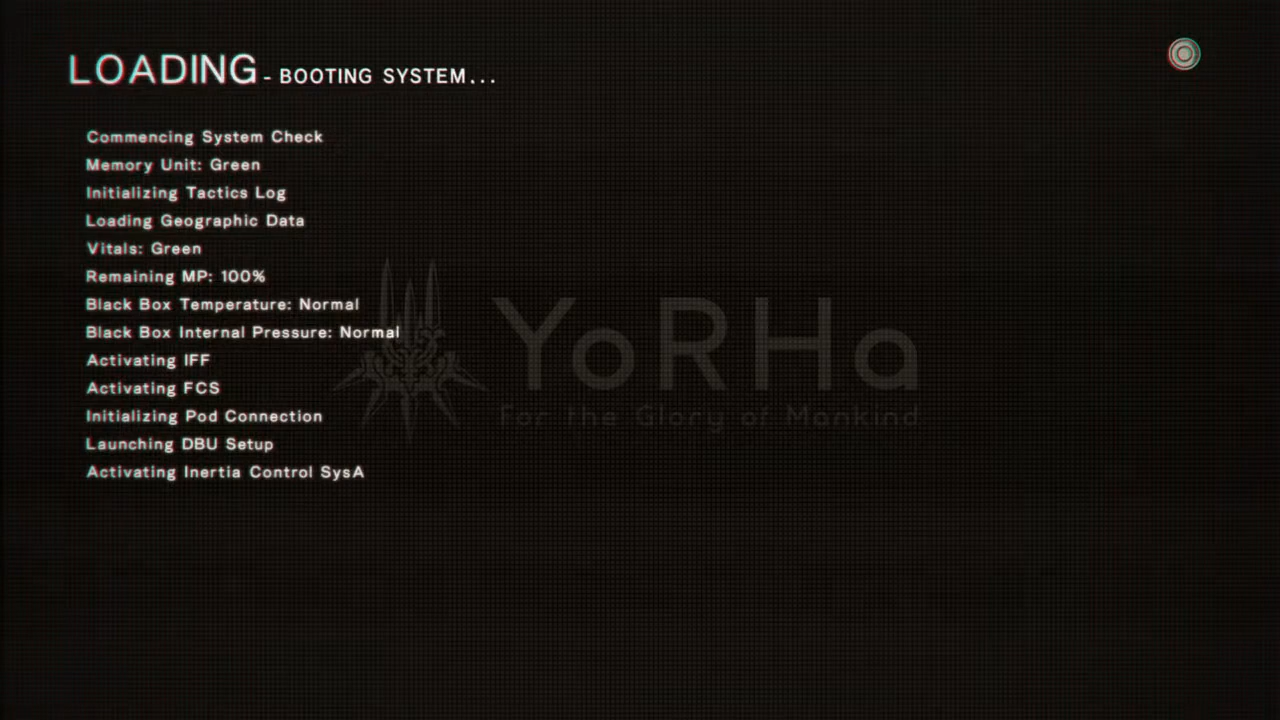 LOADING - BOOTING SYSTEM...
Commencing System Check
Memory Unit: Green
Initializing Tactics Log
Loading Geographic Data
Vitals: Green
Remaining MP: 100%
Black Box Temperature: Normal
Black Box Internal Pressure: Normal
Activating IFF
Activating FCS
Initializing Pod Connection
Launching DBU Setup
Activating Inertia Control SysA
YoRHa
For the Glory of Mankind